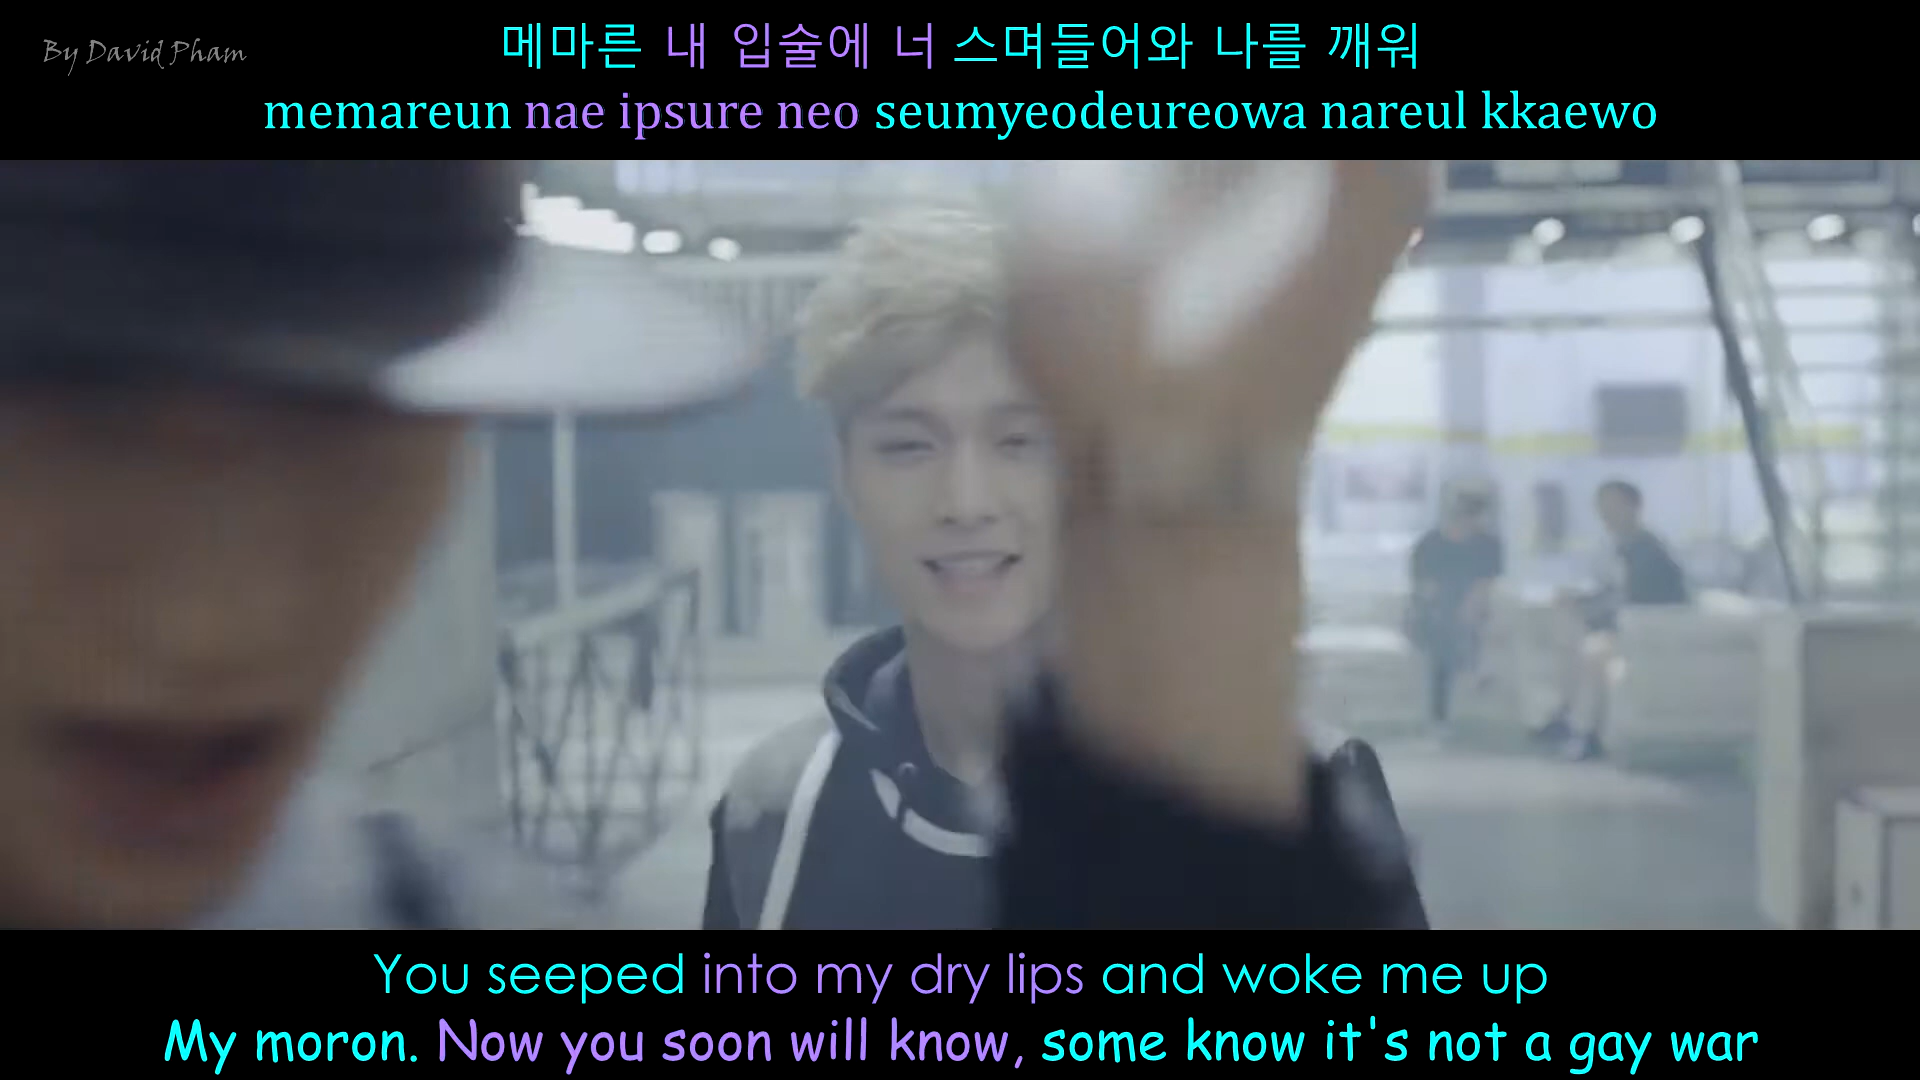 By David Pham
메마른 내 입술에 너 스며들어와 나를 깨워
memareun nae ipsure neo seumyeodeureowa nareul kkaewo
You seeped into my dry lips and woke me up
My moron. Now you soon will know, some know it's not a gay war